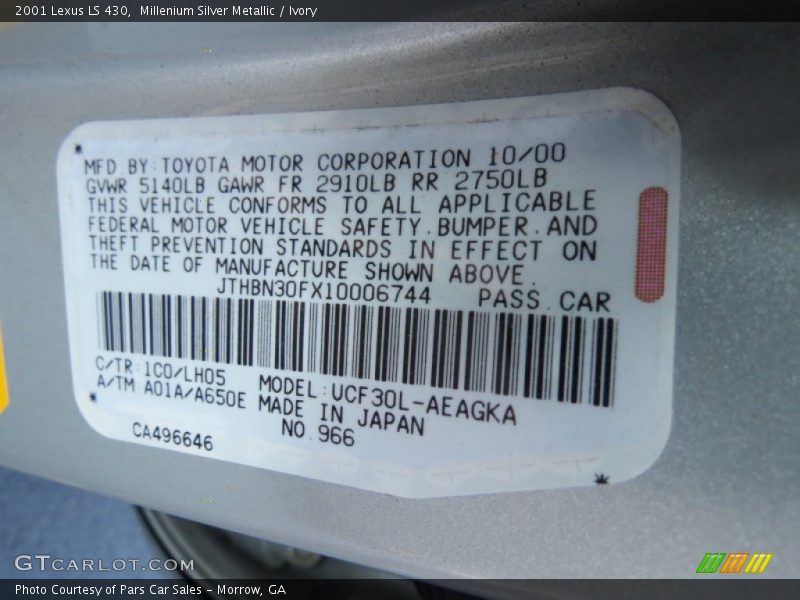 2001 Lexus LS 430,  Millenium Silver Metallic / Ivory
MFD.BY:TOYOTA MOTOR CORPORATION 10/00
GVWR 5140LB GAWR FR 2910LB RR 2750LB
THIS VEHICLE CONFORMS TO ALL APPLICABLE
FEDERAL MOTOR VEHICLE SAFETY.BUMPER.AND
THEFT PREVENTION STANDARDS IN EFFECT ON
THE DATE OF MANUFACTURE SHOWN ABOVE.
JTHBN30FX10006744 PASS.CAR
C/TR:1C0/LH05
A/TM:A01A/A650E
MODEL:UCF30L-AEAGKA
MADE IN JAPAN
NO.966
CA496646
GTCARLOT.COM
Photo Courtesy of Pars Car Sales - Morrow, GA